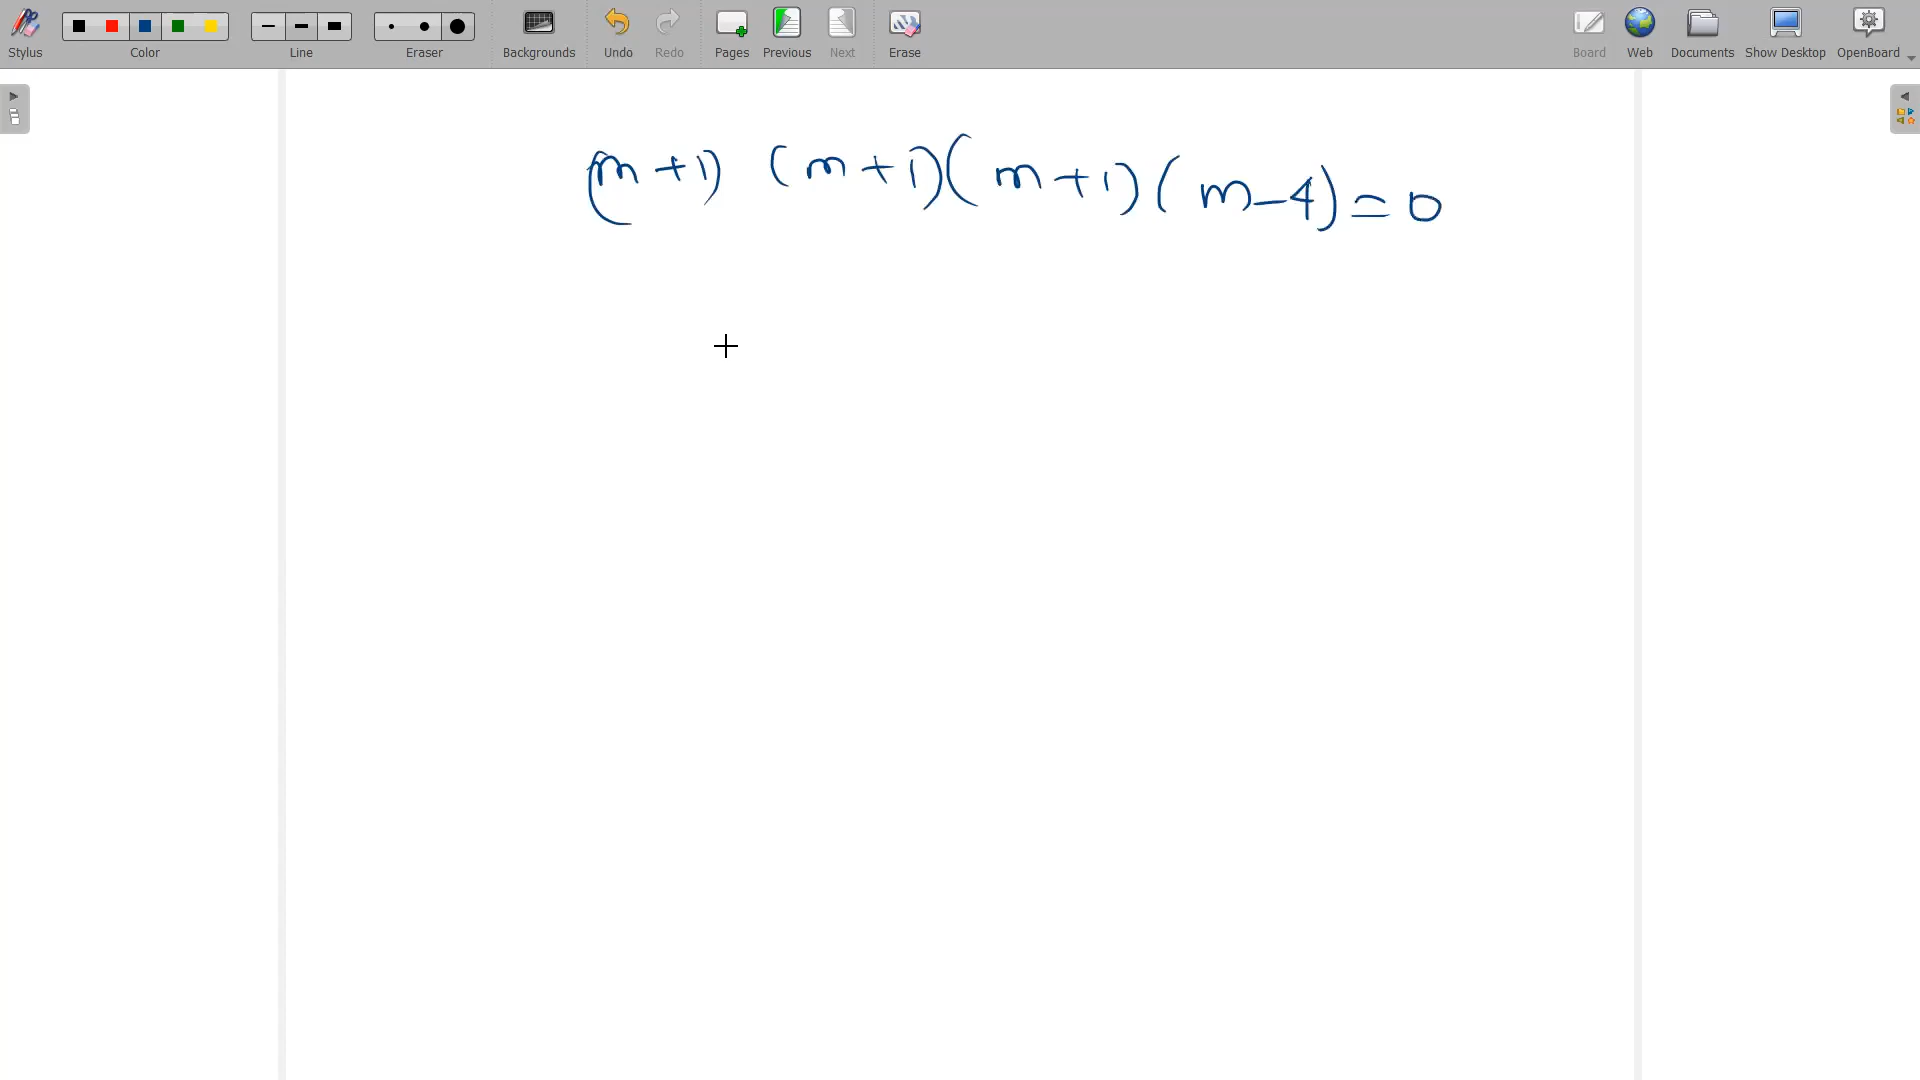 Stylus Color Line Eraser Backgrounds Undo Redo Pages Previous Next Erase Board Web Documents Show Desktop OpenBoard
(m+1) (m+1)(m+1)(m-4)=0